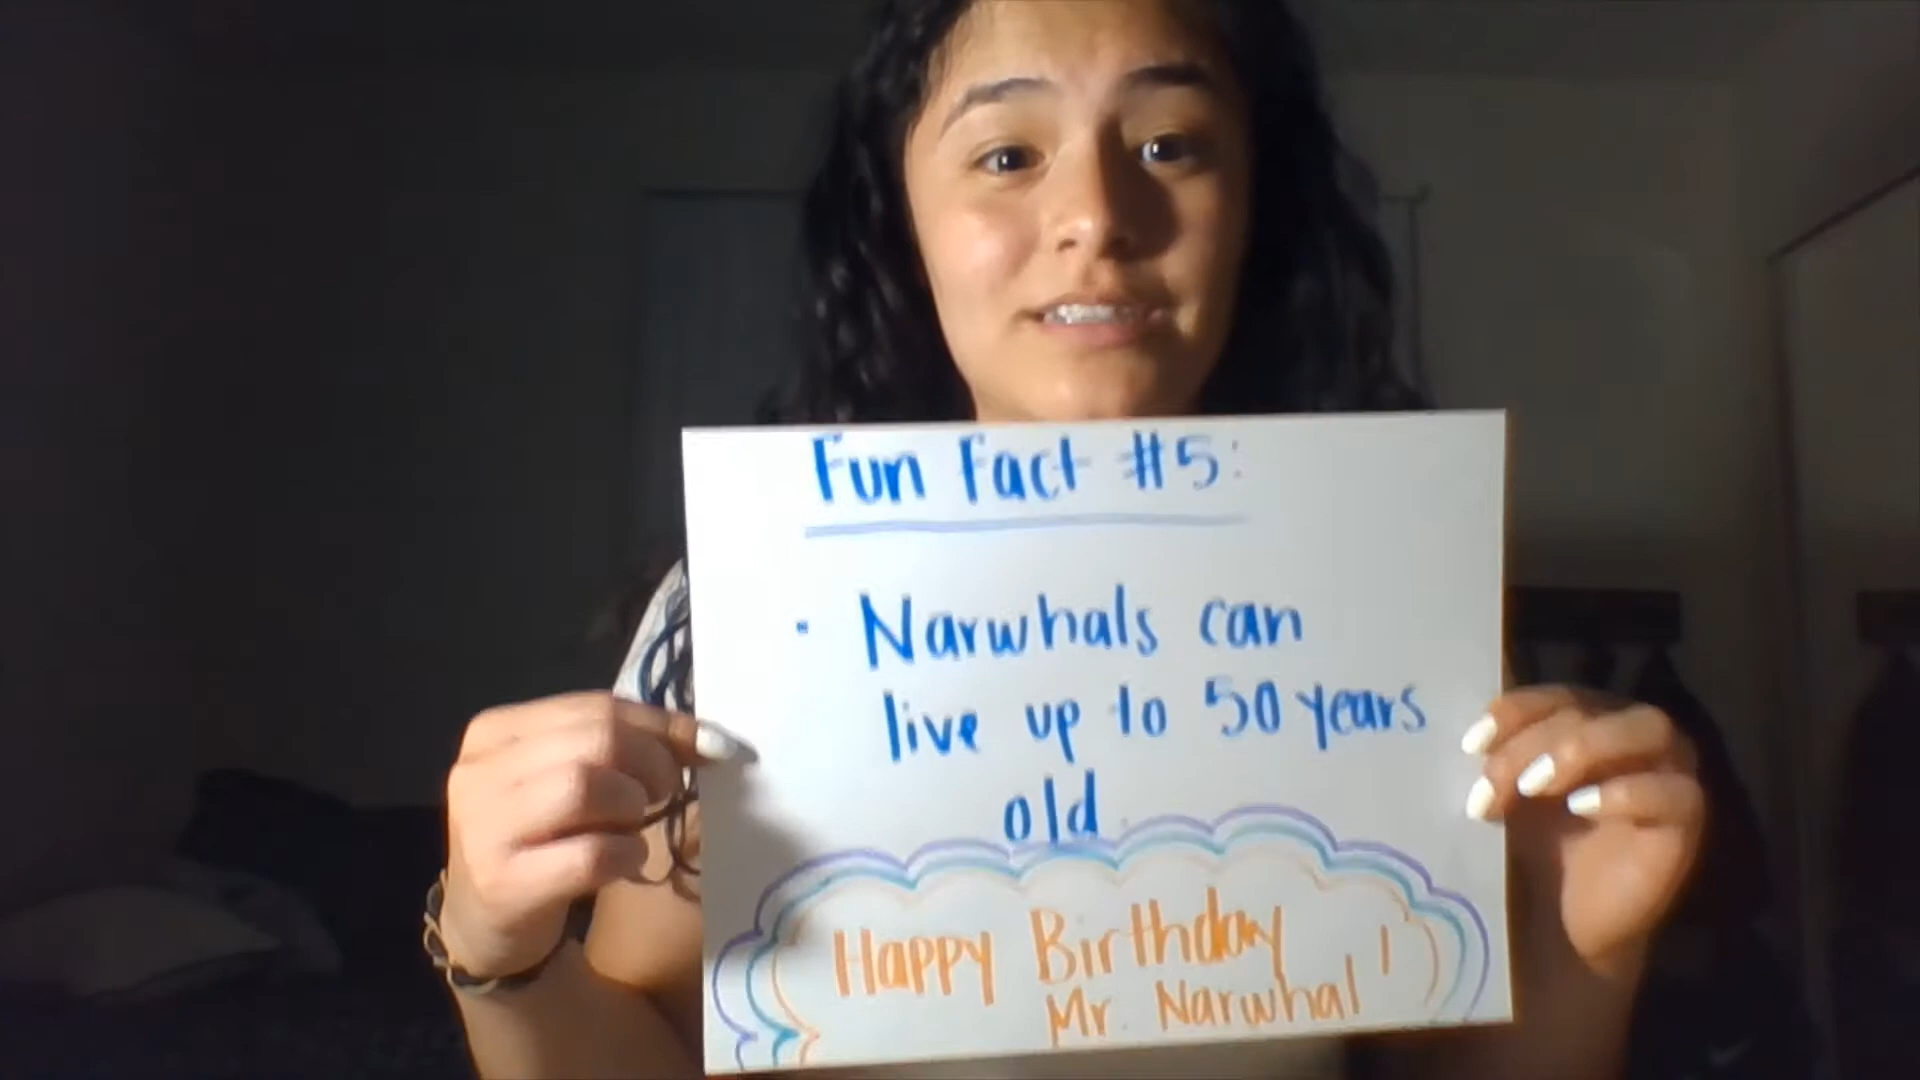 Fun Fact #5:
• Narwhals can
live up to 50 years
old.
Happy Birthday
Mr. Narwhal!